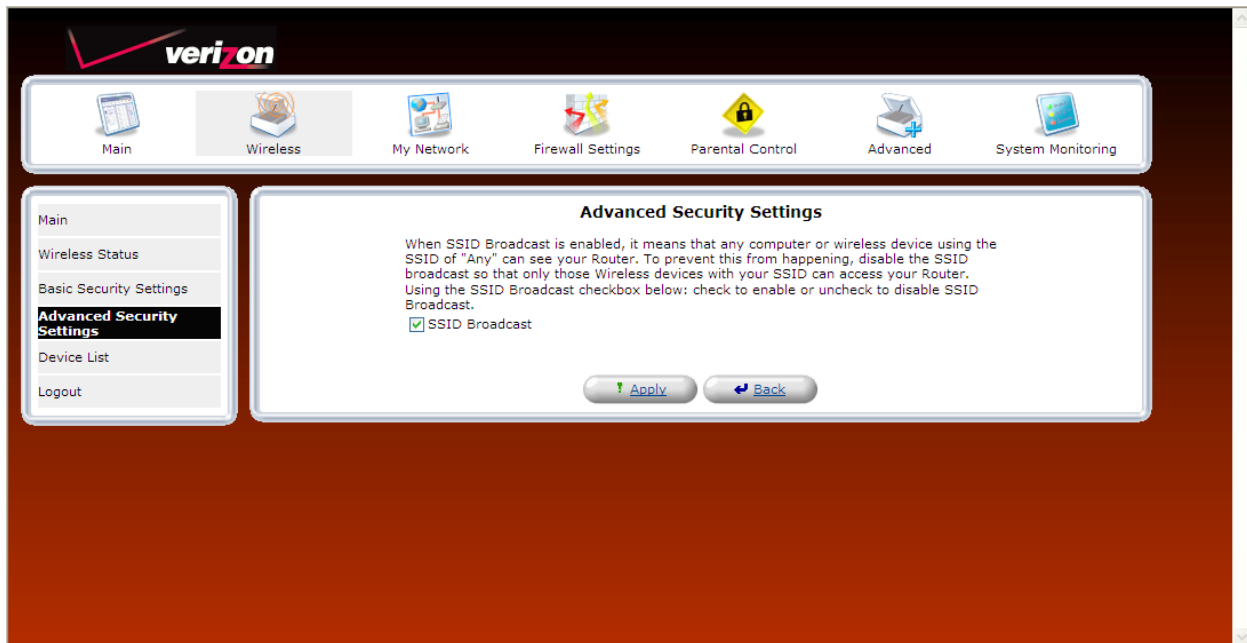 verizon
Main
Wireless
My Network
Firewall Settings
Parental Control
Advanced
System Monitoring
Main
Wireless Status
Basic Security Settings
Advanced Security
Settings
Device List
Logout
Advanced Security Settings
When SSID Broadcast is enabled, it means that any computer or wireless device using the
SSID of "Any" can see your Router. To prevent this from happening, disable the SSID
broadcast so that only those Wireless devices with your SSID can access your Router.
Using the SSID Broadcast checkbox below: check to enable or uncheck to disable SSID
Broadcast.
SSID Broadcast
Apply
Back